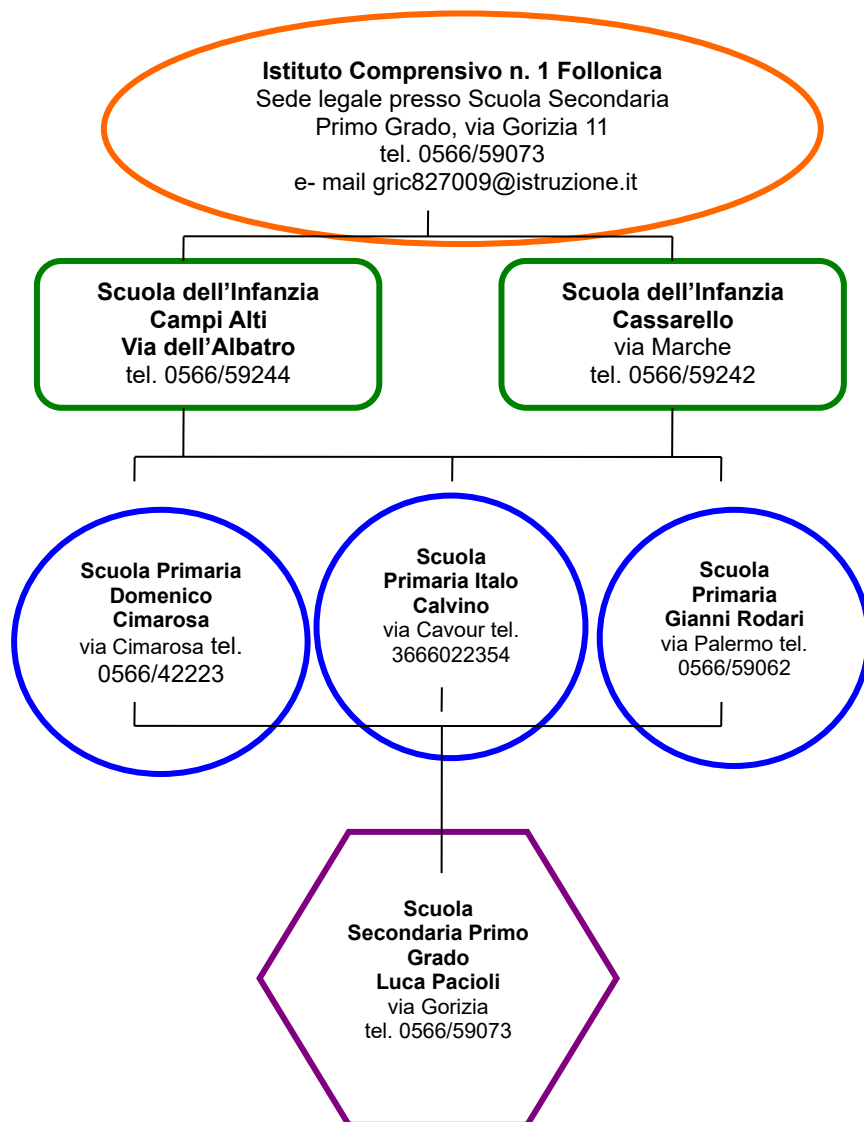 Istituto Comprensivo n. 1 Follonica
Sede legale presso Scuola Secondaria
Primo Grado, via Gorizia 11
tel. 0566/59073
e- mail gric827009@istruzione.it
Scuola dell’Infanzia
Campi Alti
Via dell’Albatro
tel. 0566/59244
Scuola dell’Infanzia
Cassarello
via Marche
tel. 0566/59242
Scuola Primaria
Domenico
Cimarosa
via Cimarosa tel.
0566/42223
Scuola
Primaria Italo
Calvino
via Cavour tel.
3666022354
Scuola
Primaria
Gianni Rodari
via Palermo tel.
0566/59062
Scuola
Secondaria Primo
Grado
Luca Pacioli
via Gorizia
tel. 0566/59073